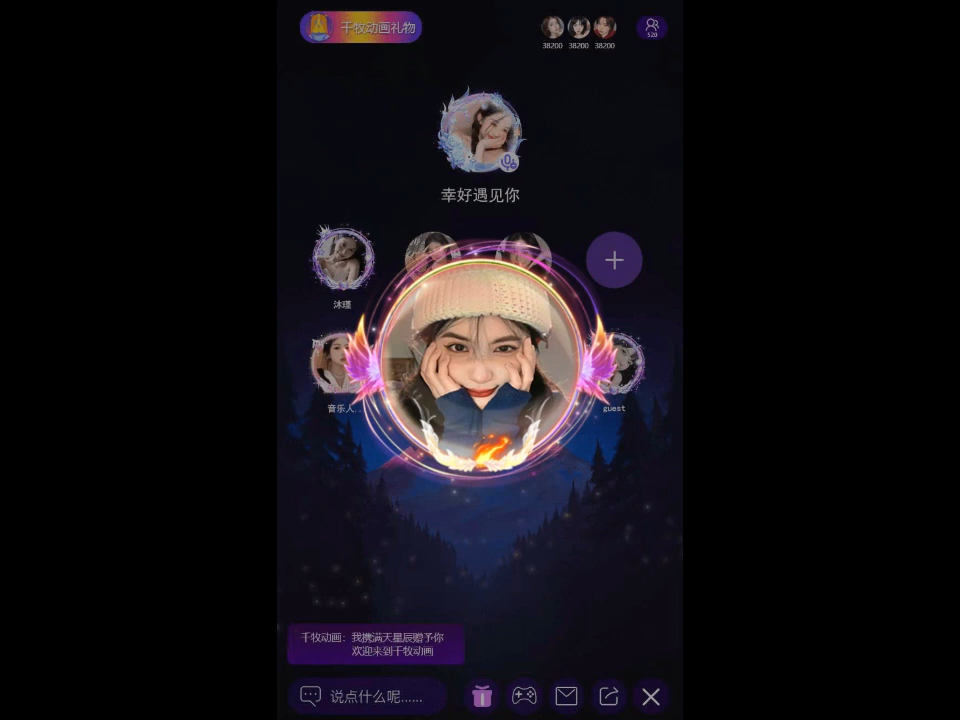 千牧动画礼物
38200 38200 38200
520
幸好遇见你
沐瑾
音乐人..
guest
千牧动画：我携满天星辰赠予你
欢迎来到千牧动画
说点什么呢......